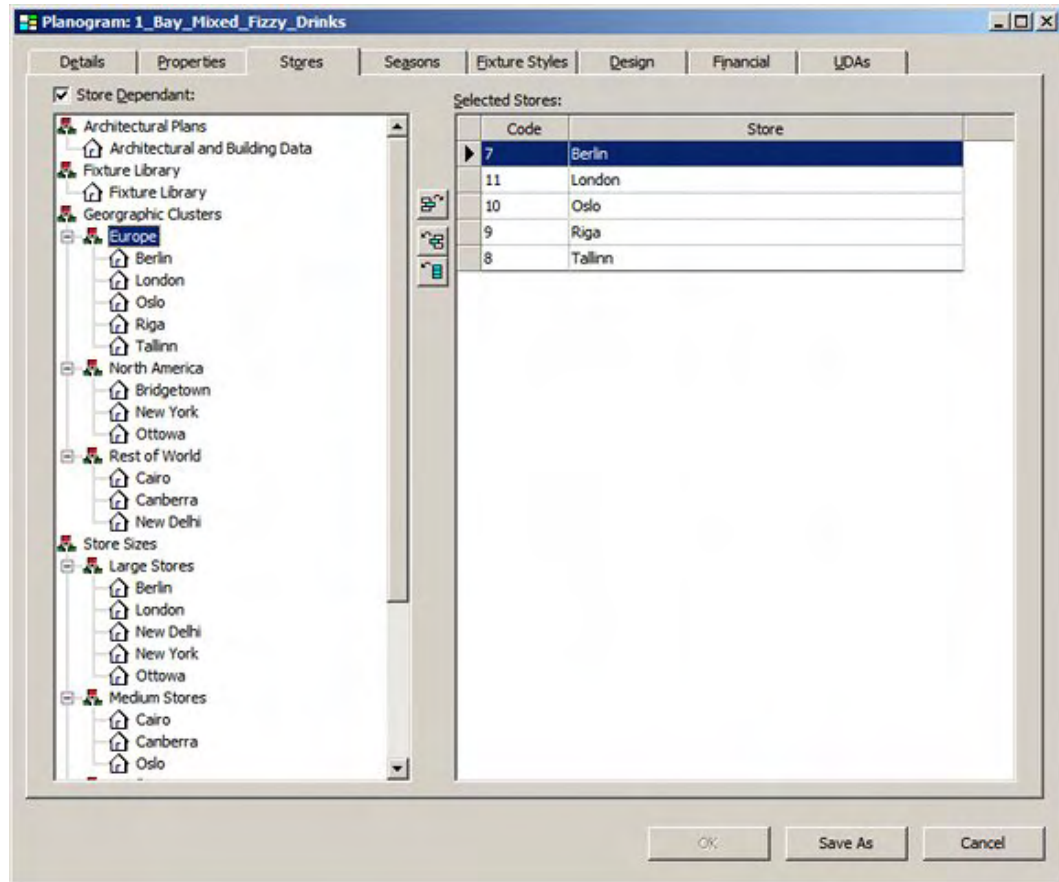 Planogram: 1_Bay_Mixed_Fizzy_Drinks
Details Properties Stores Seasons Fixture Styles Design Financial UDAs
Store Dependant:
Architectural Plans
Architectural and Building Data
Fixture Library
Fixture Library
Georgraphic Clusters
Europe
Berlin
London
Oslo
Riga
Tallinn
North America
Bridgetown
New York
Ottowa
Rest of World
Cairo
Canberra
New Delhi
Store Sizes
Large Stores
Berlin
London
New Delhi
New York
Ottowa
Medium Stores
Cairo
Canberra
Oslo
Selected Stores:
Code Store
7 Berlin
11 London
10 Oslo
9 Riga
8 Tallinn
OK Save As Cancel